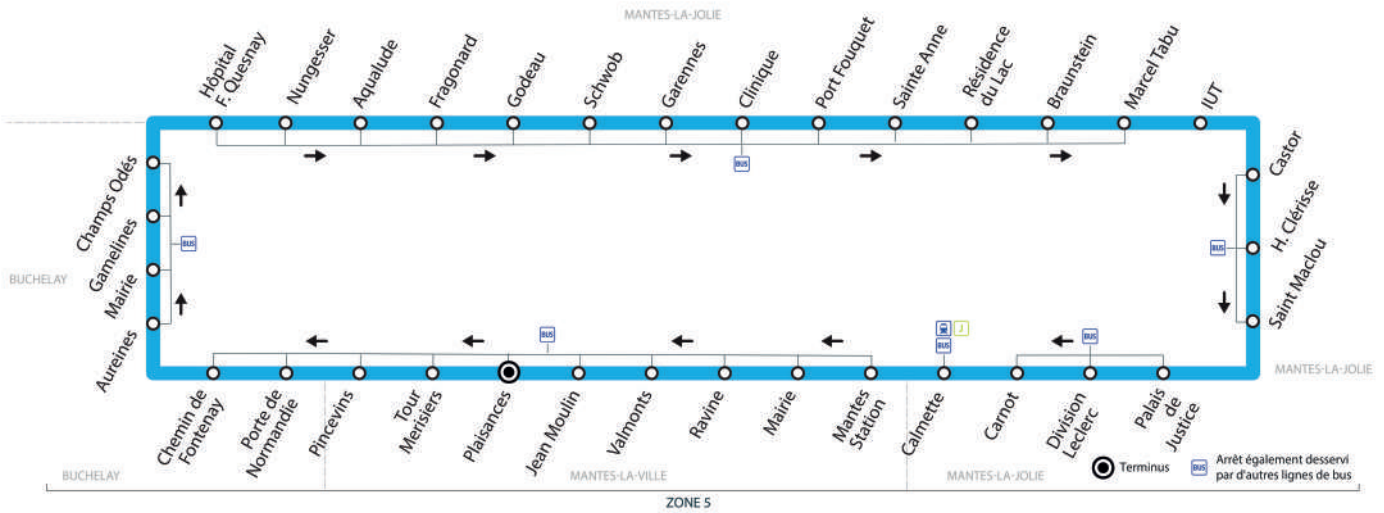 MANTES-LA-JOLIE
Hôpital
F. Quesnay
Nungesser
Aqualude
Fragonard
Godeau
Schwob
Garennes
Clinique
Port Fouquet
Sainte Anne
Résidence
du Lac
Braunstein
Marcel Tabu
IUT
BUS
Castor
H. Clérisse
Saint Maclou
BUS
Champs Odés
Gamelines
Mairie
Aureines
BUS
BUCHELAY
BUS
J
BUS
BUS
MANTES-LA-JOLIE
Chemin de
Fontenay
Porte de
Normandie
Pincevins
Tour
Merisiers
Plaisances
Jean Moulin
Valmonts
Ravine
Mairie
Mantes
Station
Calmette
Carnot
Division
Leclerc
Palais
de
Justice
Terminus
BUS
Arrêt également desservi
par d'autres lignes de bus
BUCHELAY
MANTES-LA-VILLE
MANTES-LA-JOLIE
ZONE 5